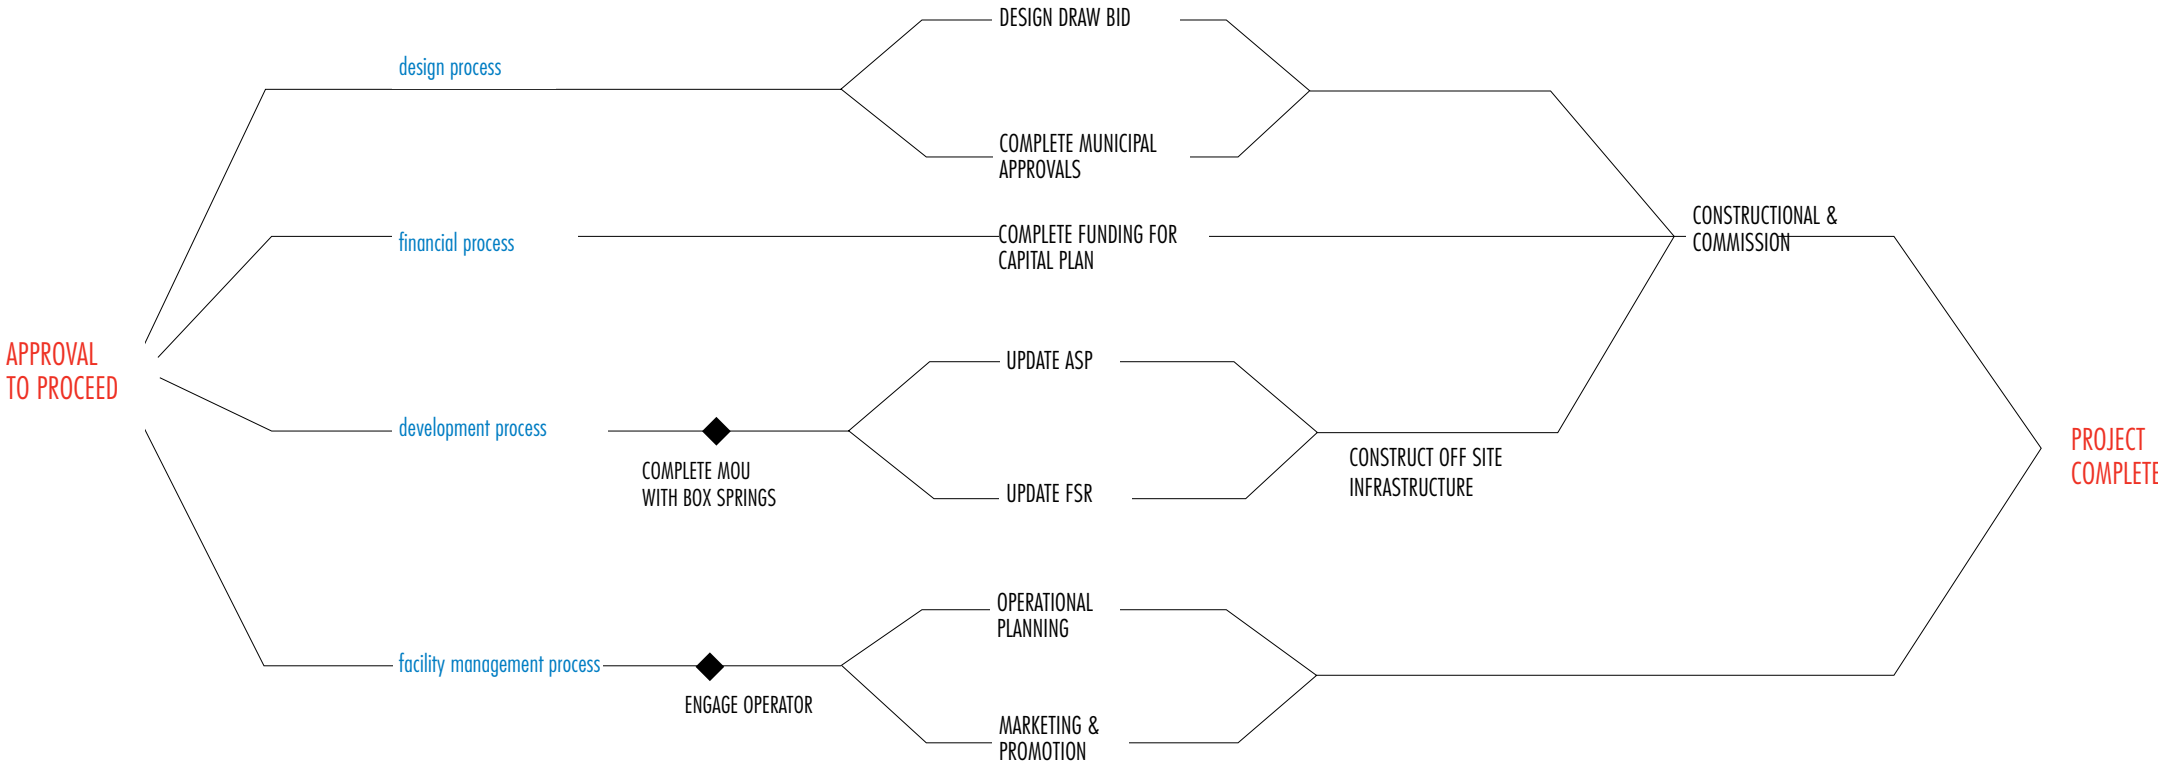 DESIGN DRAW BID
design process
COMPLETE MUNICIPAL
APPROVALS
CONSTRUCTIONAL &
COMMISSION
financial process
COMPLETE FUNDING FOR
CAPITAL PLAN
APPROVAL
TO PROCEED
UPDATE ASP
development process
COMPLETE MOU
WITH BOX SPRINGS
CONSTRUCT OFF SITE
INFRASTRUCTURE
PROJECT
COMPLETE
UPDATE FSR
OPERATIONAL
PLANNING
facility management process
ENGAGE OPERATOR
MARKETING &
PROMOTION